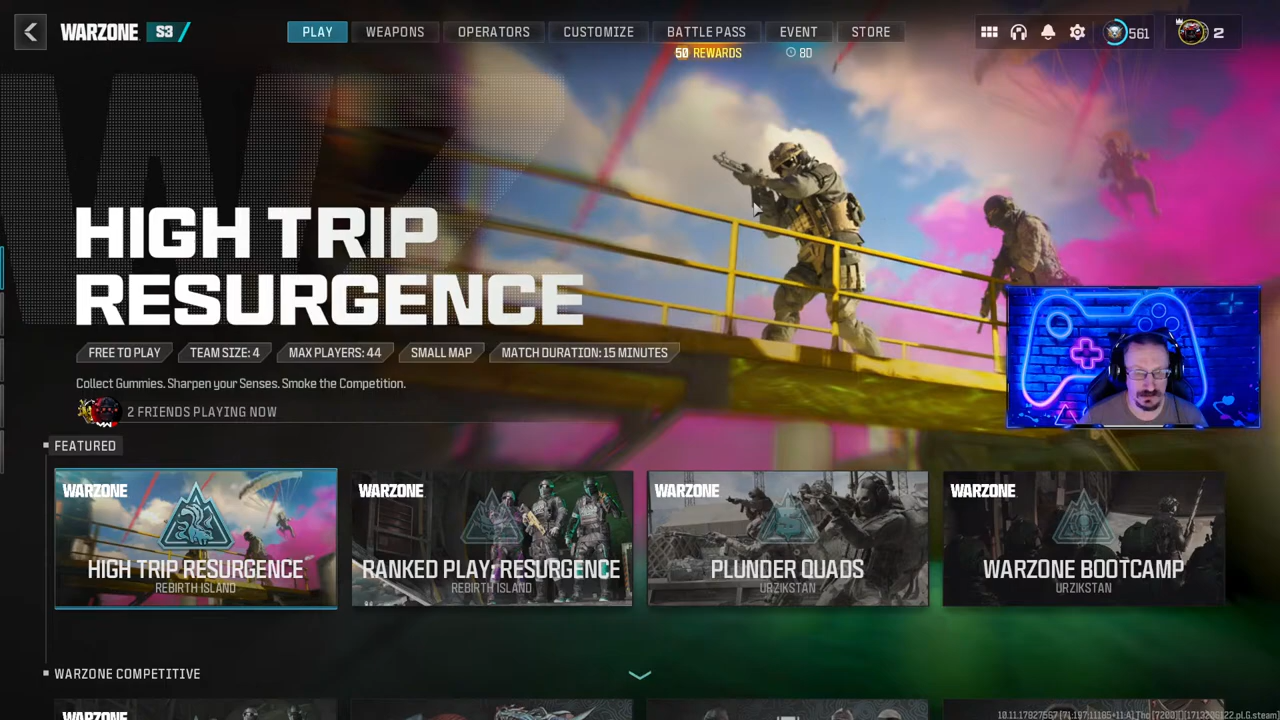 WARZONE S3
PLAY WEAPONS OPERATORS CUSTOMIZE BATTLE PASS EVENT STORE 561 2
50 REWARDS 8D
HIGH TRIP
RESURGENCE
FREE TO PLAY TEAM SIZE: 4 MAX PLAYERS: 44 SMALL MAP MATCH DURATION: 15 MINUTES
Collect Gummies. Sharpen your Senses. Smoke the Competition.
2 FRIENDS PLAYING NOW
FEATURED
WARZONE
HIGH TRIP RESURGENCE
REBIRTH ISLAND
WARZONE
RANKED PLAY: RESURGENCE
REBIRTH ISLAND
WARZONE
PLUNDER QUADS
URZIKSTAN
WARZONE
WARZONE BOOTCAMP
URZIKSTAN
WARZONE COMPETITIVE